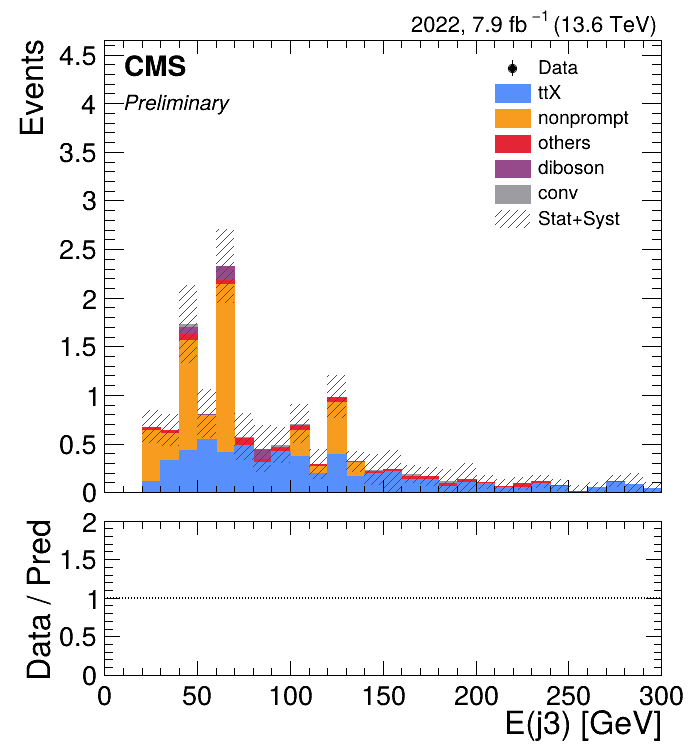 2022, 7.9 fb⁻¹ (13.6 TeV)
CMS
Preliminary
Events
4.5
4
3.5
3
2.5
2
1.5
1
0.5
0
Data
ttX
nonprompt
others
diboson
conv
Stat+Syst
Data / Pred
2
1.5
1
0.5
0
0 50 100 150 200 250 300
E(j3) [GeV]